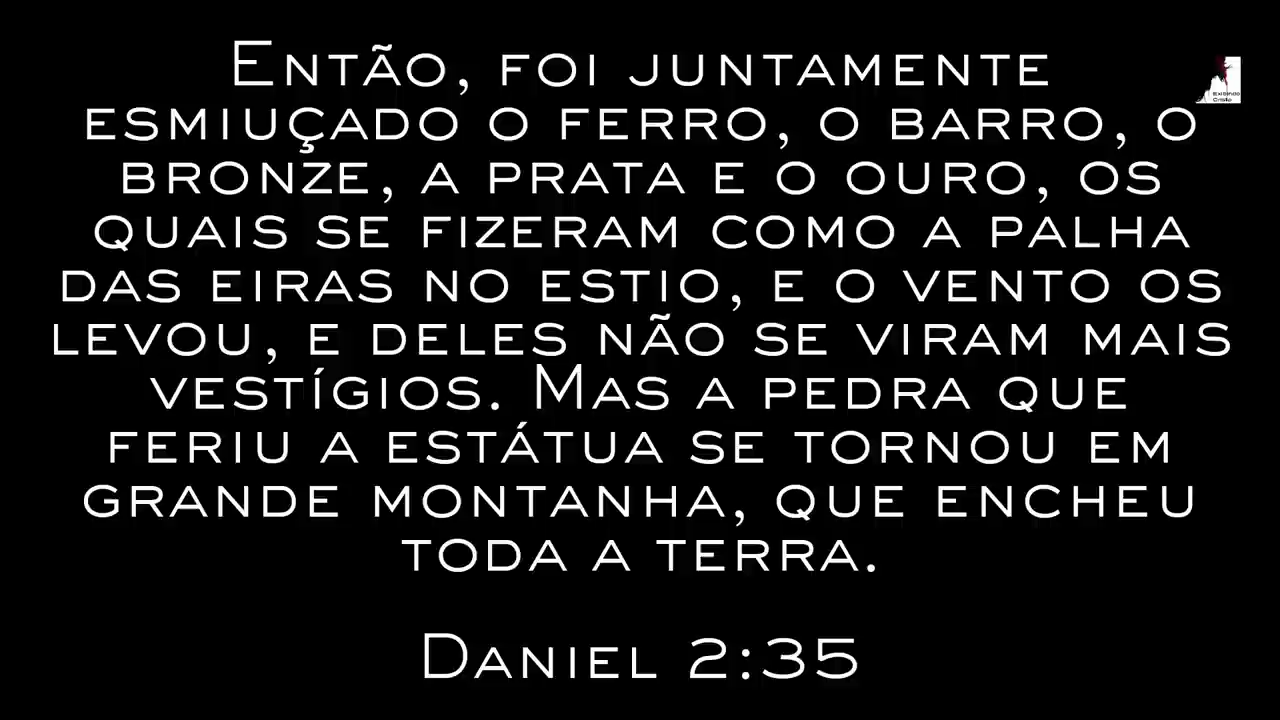 Então, foi juntamente
esmiuçado o ferro, o barro, o
bronze, a prata e o ouro, os
quais se fizeram como a palha
das eiras no estio, e o vento os
levou, e deles não se viram mais
vestígios. Mas a pedra que
feriu a estátua se tornou em
grande montanha, que encheu
toda a terra.
Daniel 2:35
Exibindo
Cristo